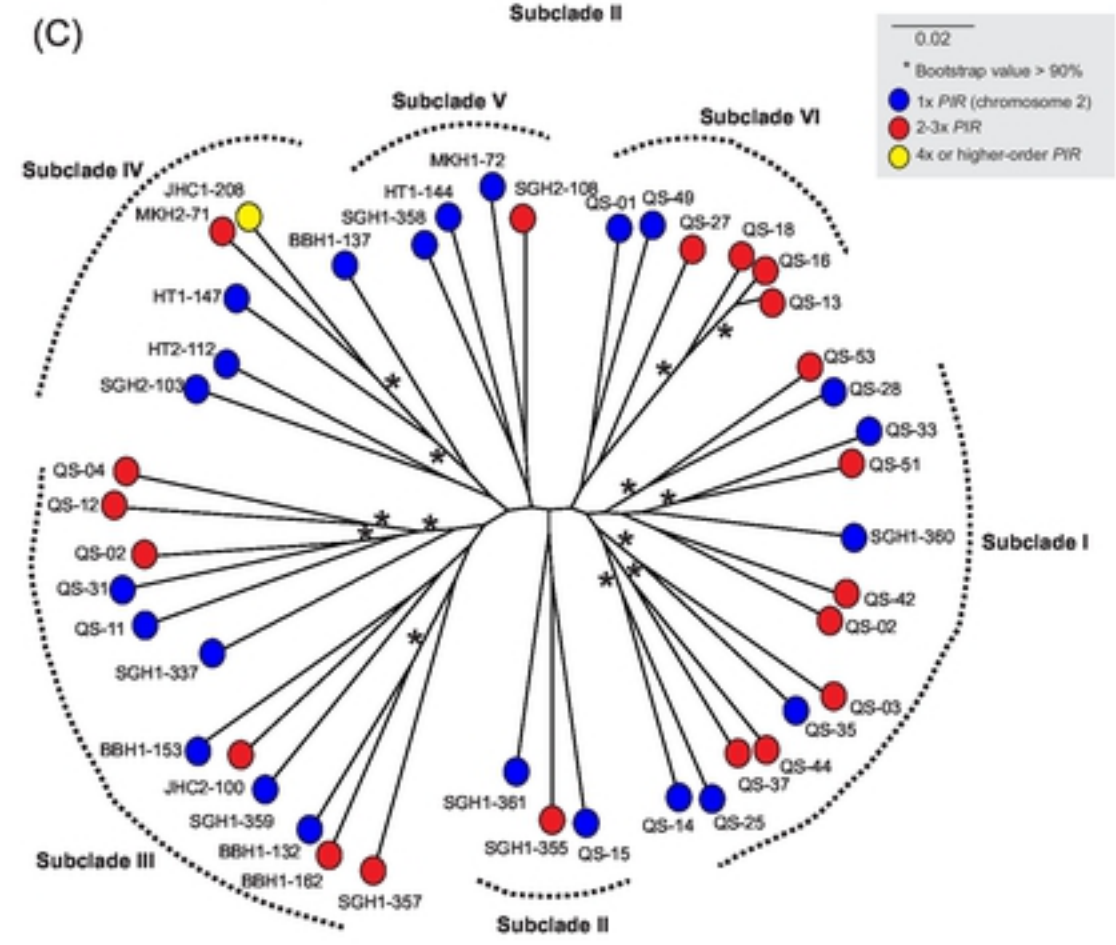 (C)
Subclade II
0.02
* Bootstrap value > 90%
1x PIR (chromosome 2)
2-3x PIR
4x or higher-order PIR
Subclade V
Subclade VI
Subclade IV
MKH1-72
JHC1-208
HT1-144
SGH2-108
MKH2-71
SGH1-358
QS-01
QS-49
BBH1-137
QS-27
QS-18
QS-16
HT1-147
QS-13
HT2-112
QS-53
SGH2-103
QS-28
QS-33
QS-04
QS-51
QS-12
SGH1-360
Subclade I
QS-02
QS-31
QS-42
QS-11
QS-02
SGH1-337
QS-03
QS-35
BBH1-153
QS-44
JHC2-100
QS-37
SGH1-361
SGH1-359
QS-14
QS-25
BBH1-132
SGH1-355
QS-15
Subclade III
BBH1-162
SGH1-357
Subclade II